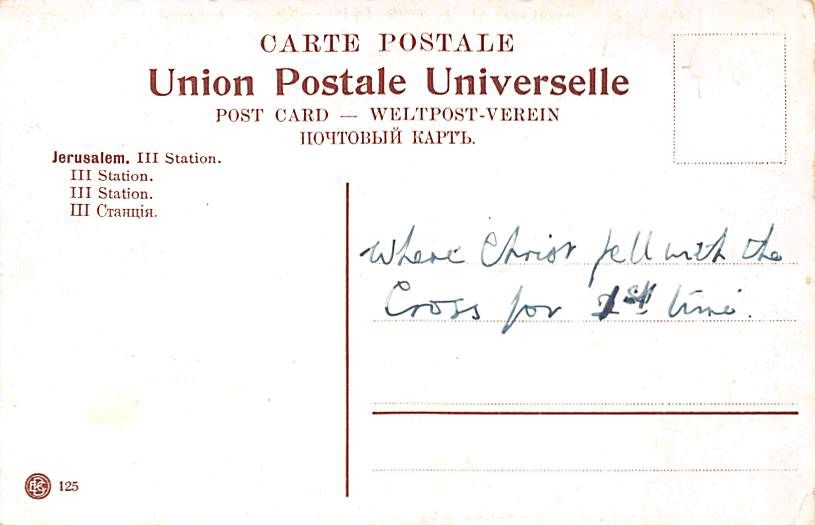 CARTE POSTALE
Union Postale Universelle
POST CARD — WELTPOST-VEREIN
ПОЧТОВЫЙ КАРТЪ.
Jerusalem. III Station.
III Station.
III Station.
III Станція.
Where Christ fell with the
Cross for 1st time.
125